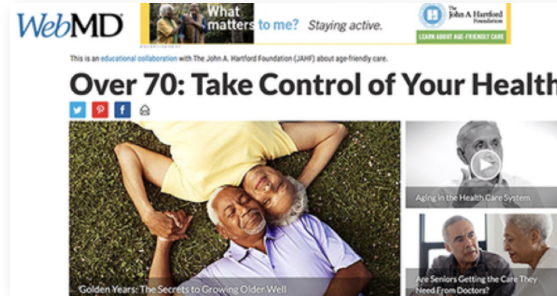 WebMD
What
matters to me? Staying active.
The
John A. Hartford
Foundation
LEARN ABOUT AGE-FRIENDLY CARE
ADVERTISEMENT
This is an educational collaboration with The John A. Hartford Foundation (JAHF) about age-friendly care.
Over 70: Take Control of Your Health
Aging in the Health Care System
Golden Years: The Secrets to Growing Older Well
Are Seniors Getting the Care They
Need From Doctors?